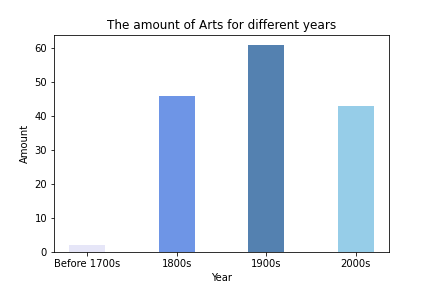 The amount of Arts for different years
60
50
40
30
20
10
0
Amount
Before 1700s
1800s
1900s
2000s
Year